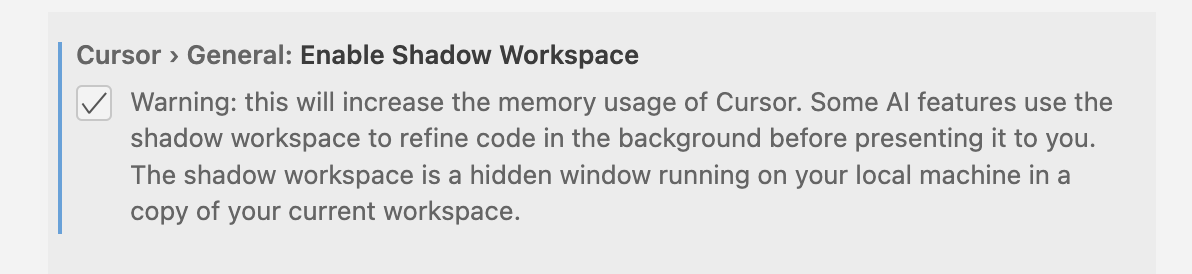 Cursor › General: Enable Shadow Workspace
Warning: this will increase the memory usage of Cursor. Some AI features use the
shadow workspace to refine code in the background before presenting it to you.
The shadow workspace is a hidden window running on your local machine in a
copy of your current workspace.